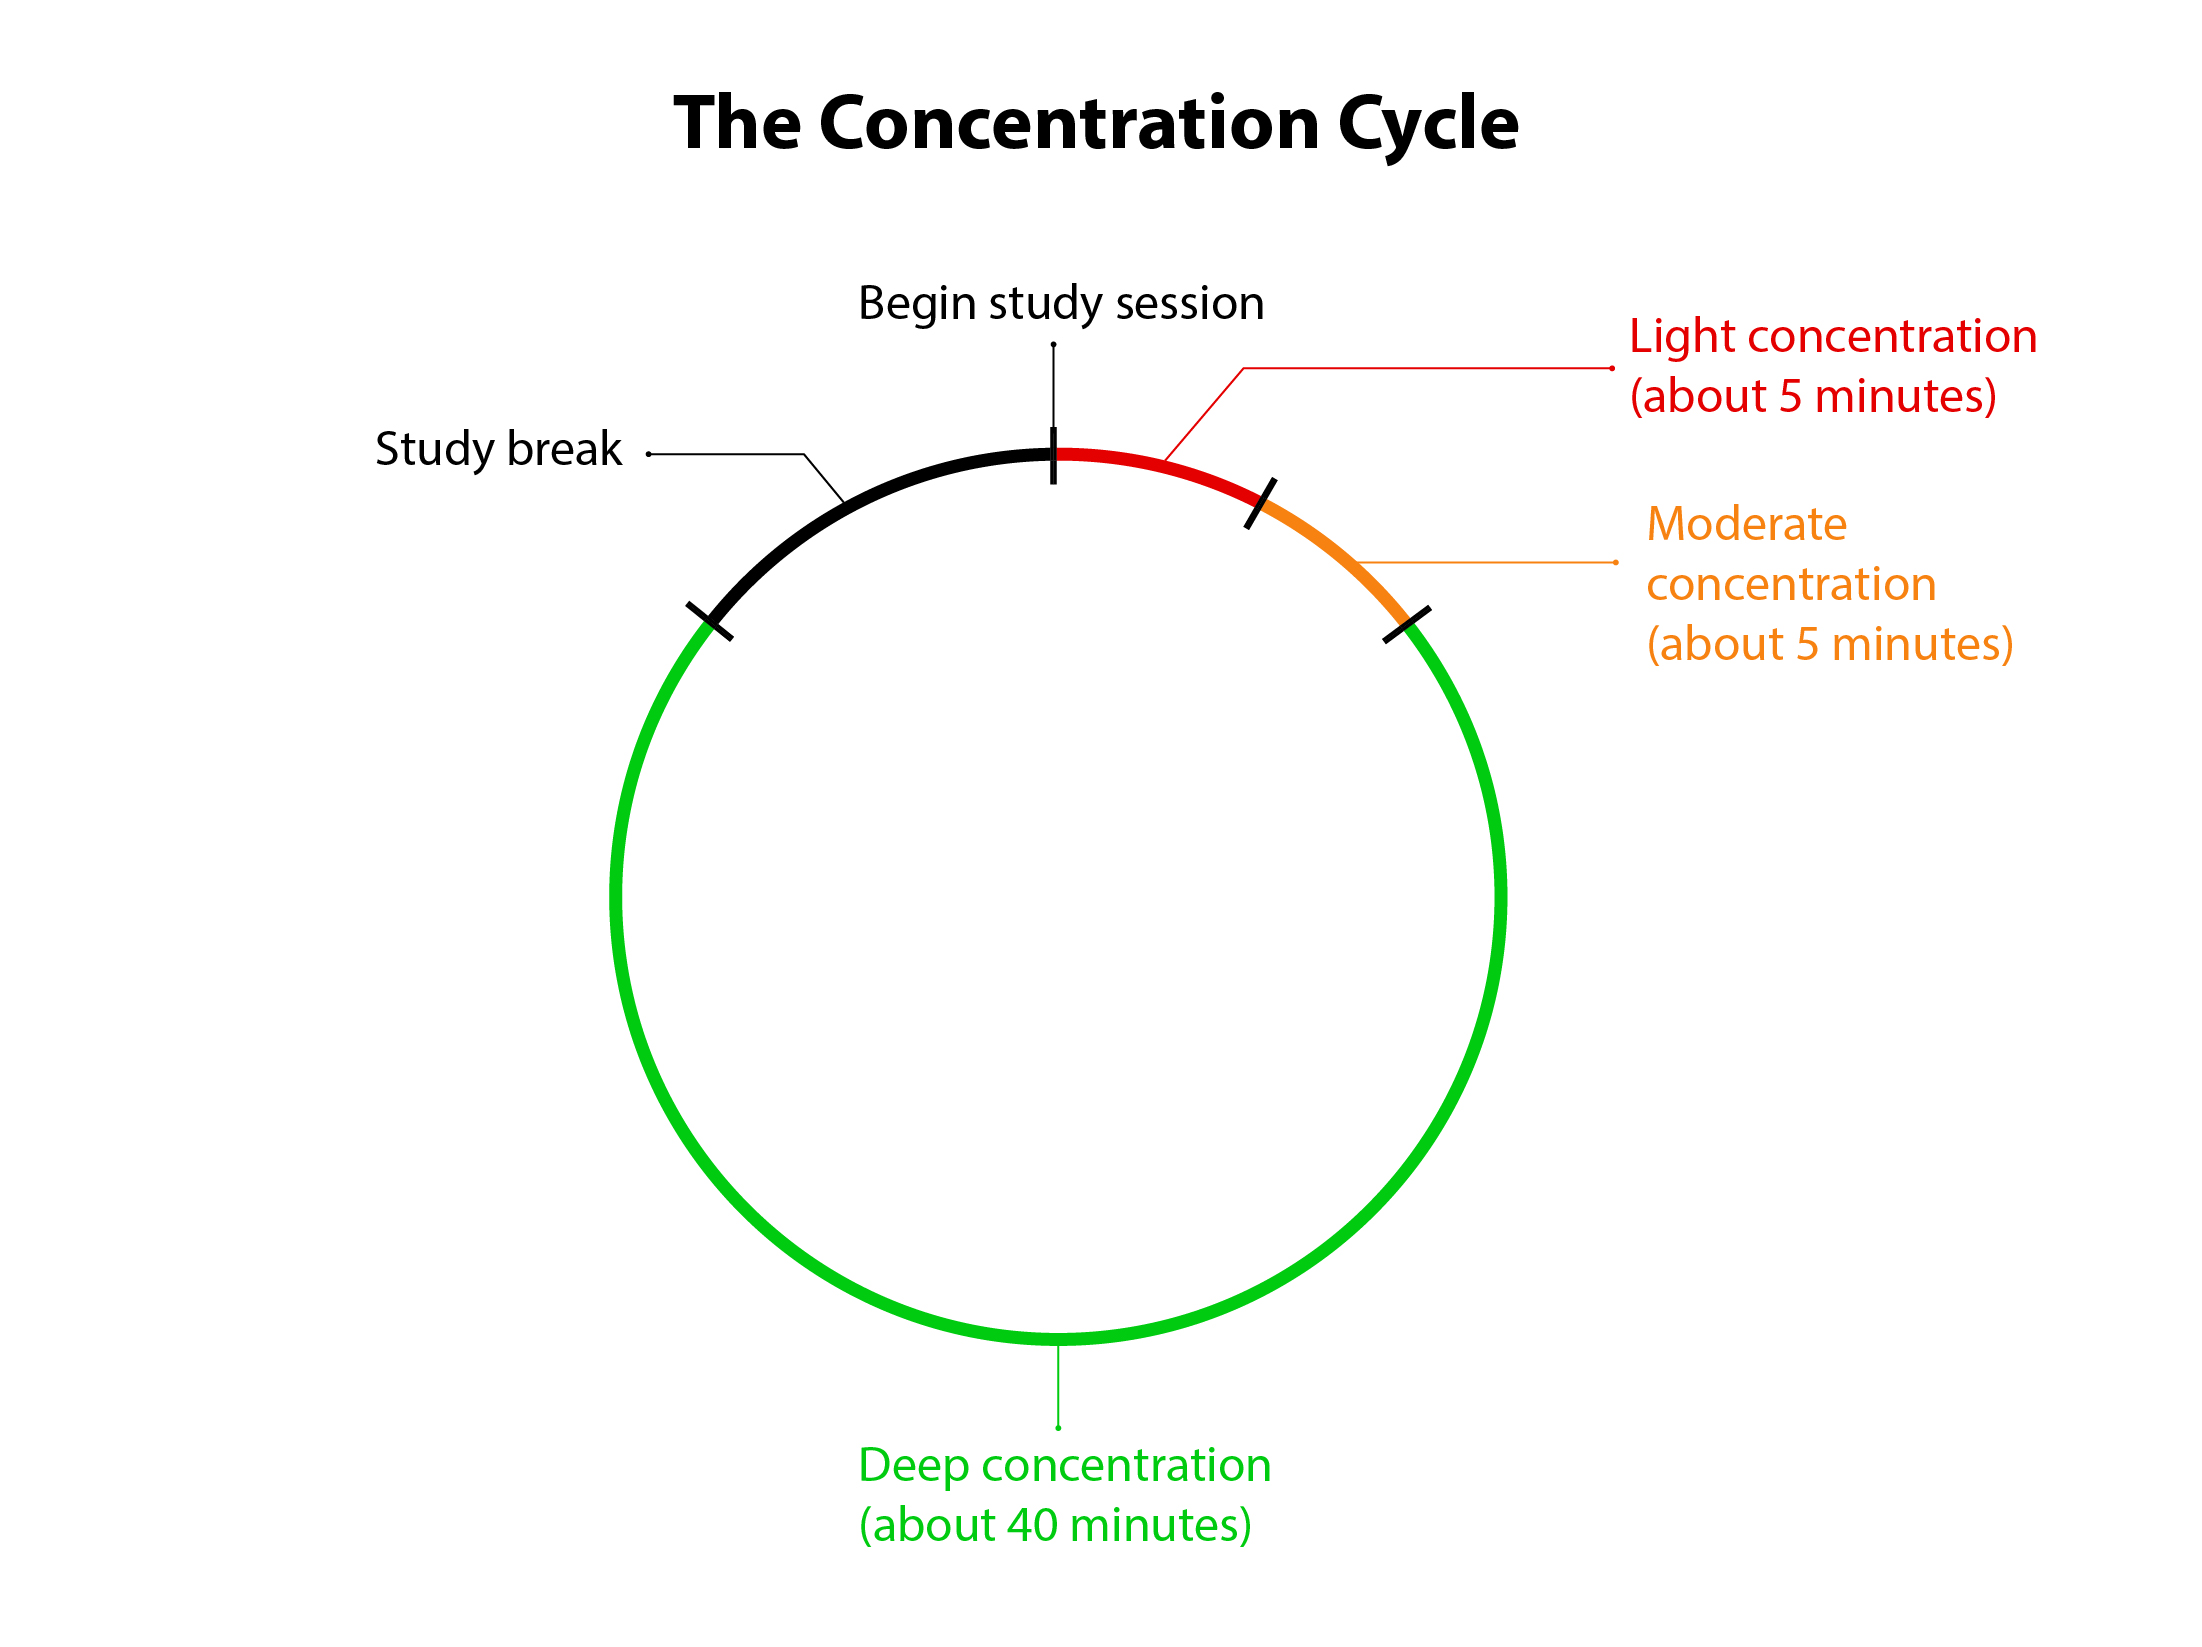 The Concentration Cycle
Begin study session
Light concentration
(about 5 minutes)
Study break
Moderate
concentration
(about 5 minutes)
Deep concentration
(about 40 minutes)